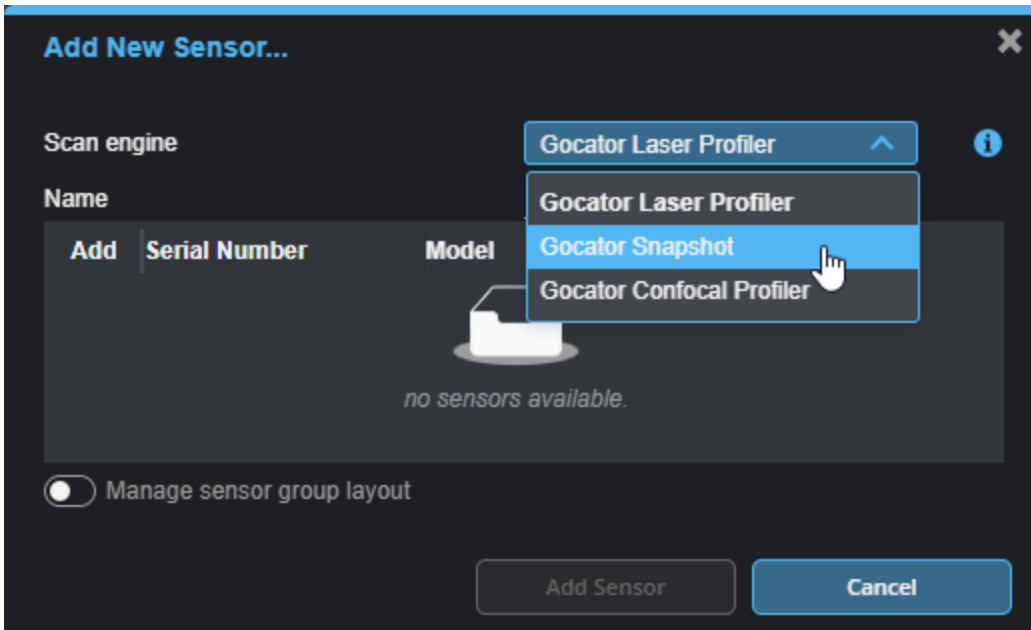 Add New Sensor...
Scan engine
Gocator Laser Profiler
Name
Gocator Laser Profiler
Add Serial Number Model
Gocator Snapshot
Gocator Confocal Profiler
no sensors available.
Manage sensor group layout
Add Sensor
Cancel